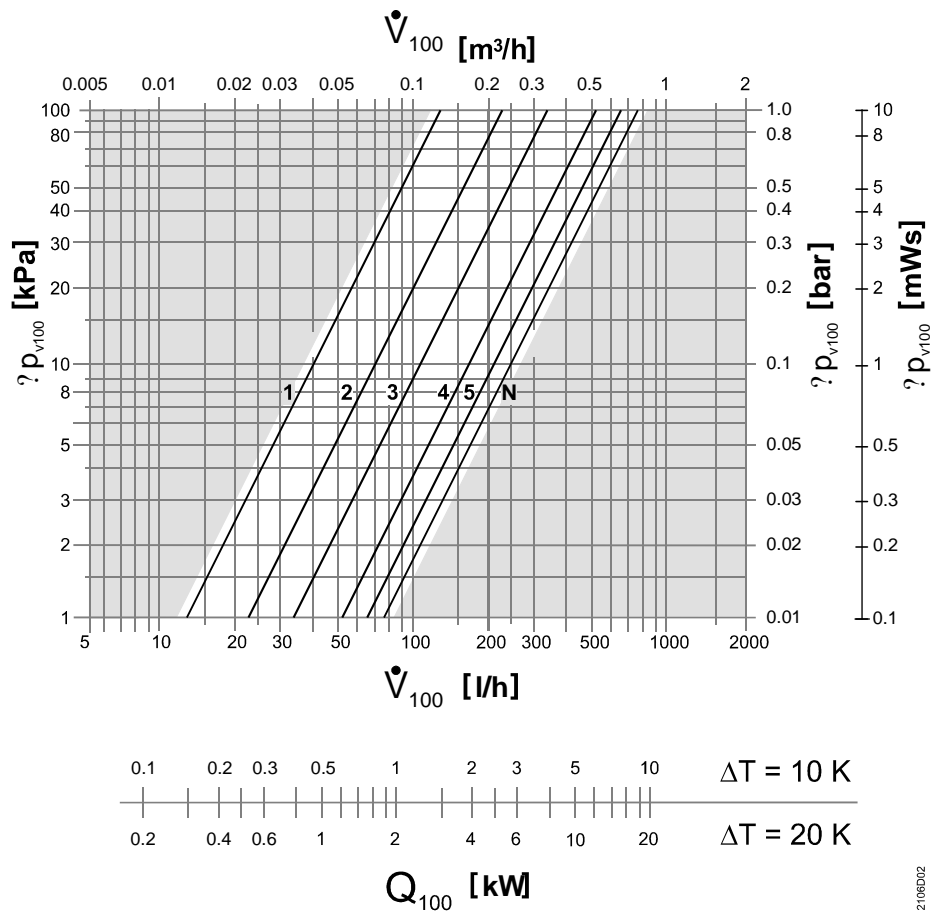 V̇100 [m³/h]
0.005 0.01 0.02 0.03 0.05 0.1 0.2 0.3 0.5 1 2
100 1.0 10
80 0.8 8
50 0.5 5
40 0.4 4
30 0.3 3
20 0.2 2
10 0.1 1
8 1 2 3 4 5 N
5 0.05 0.5
3 0.03 0.3
2 0.02 0.2
1 0.01 0.1
? pv100 [kPa]
? pv100 [bar]
? pv100 [mWs]
5 10 20 30 50 100 200 300 500 1000 2000
V̇100 [l/h]
0.1 0.2 0.3 0.5 1 2 3 5 10 ΔT = 10 K
0.2 0.4 0.6 1 2 4 6 10 20 ΔT = 20 K
Q100 [kW]
2106D02